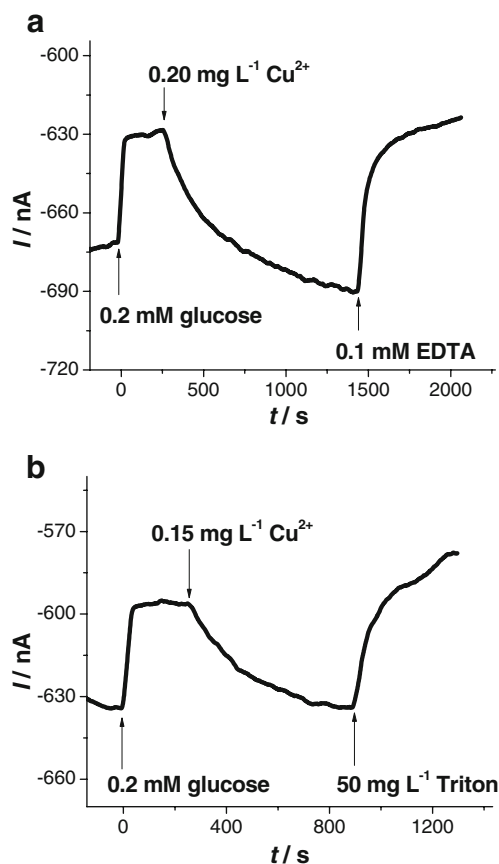 a
-600
0.20 mg L⁻¹ Cu²⁺
-630
I / nA
-660
-690
0.2 mM glucose
0.1 mM EDTA
-720
0 500 1000 1500 2000
t / s
b
-570
0.15 mg L⁻¹ Cu²⁺
-600
I / nA
-630
-660
0.2 mM glucose
50 mg L⁻¹ Triton
0 400 800 1200
t / s